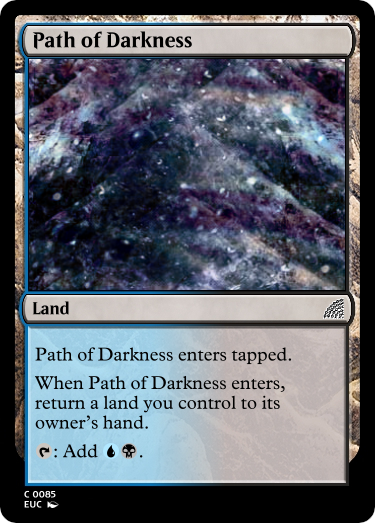 Path of Darkness
Land
Path of Darkness enters tapped.
When Path of Darkness enters,
return a land you control to its
owner's hand.
: Add .
C 0085
EUC